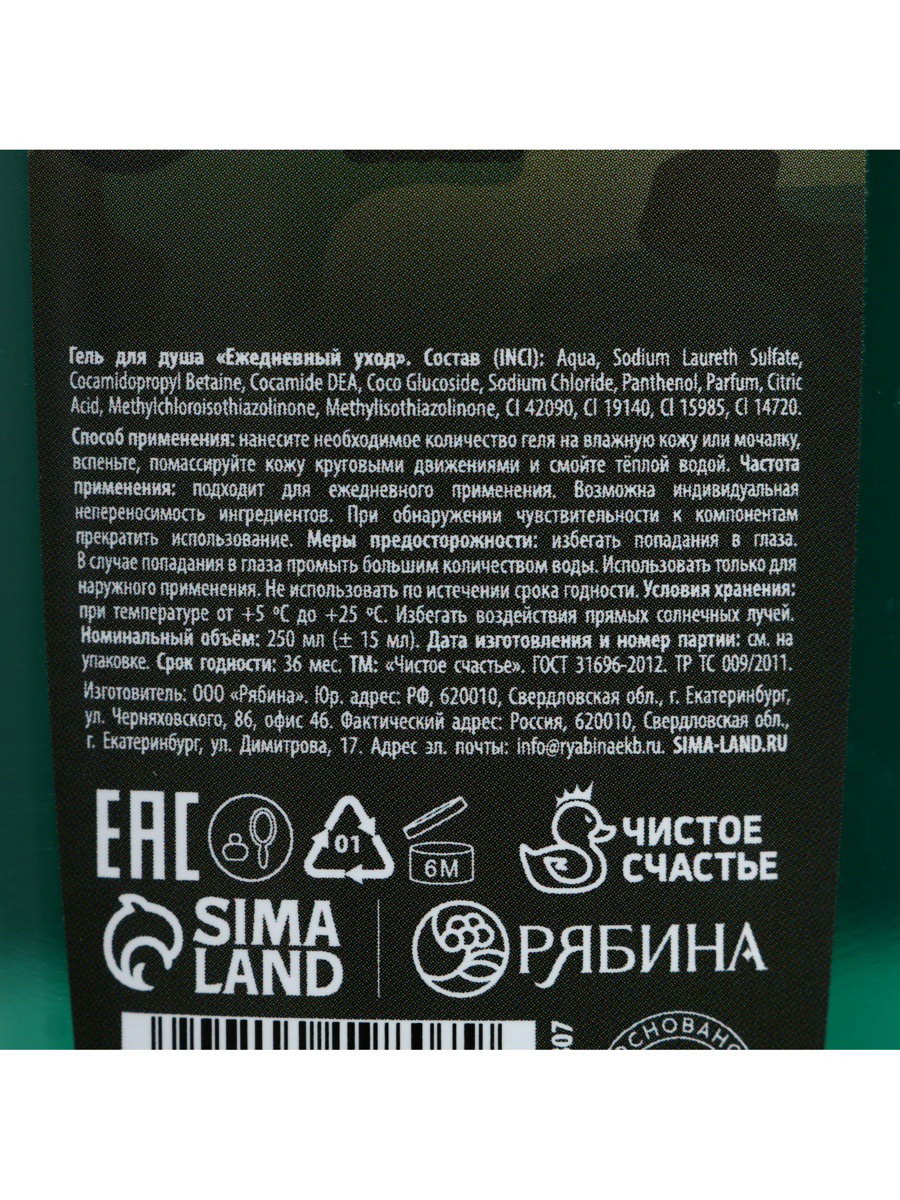 Гель для душа «Ежедневный уход». Состав (INCI): Aqua, Sodium Laureth Sulfate,
Cocamidopropyl Betaine, Cocamide DEA, Coco Glucoside, Sodium Chloride, Panthenol, Parfum, Citric
Acid, Methylchloroisothiazolinone, Methylisothiazolinone, CI 42090, CI 19140, CI 15985, CI 14720.
Способ применения: нанесите необходимое количество геля на влажную кожу или мочалку,
вспеньте, помассируйте кожу круговыми движениями и смойте тёплой водой. Частота
применения: подходит для ежедневного применения. Возможна индивидуальная
непереносимость ингредиентов. При обнаружении чувствительности к компонентам
прекратить использование. Меры предосторожности: избегать попадания в глаза.
В случае попадания в глаза промыть большим количеством воды. Использовать только для
наружного применения. Не использовать по истечении срока годности. Условия хранения:
при температуре от +5 ºС до +25 ºС. Избегать воздействия прямых солнечных лучей.
Номинальный объём: 250 мл (± 15 мл). Дата изготовления и номер партии: см. на
упаковке. Срок годности: 36 мес. ТМ: «Чистое счастье». ГОСТ 31696-2012. ТР ТС 009/2011.
Изготовитель: ООО «Рябина». Юр. адрес: РФ, 620010, Свердловская обл., г. Екатеринбург,
ул. Черняховского, 86, офис 46. Фактический адрес: Россия, 620010, Свердловская обл.,
г. Екатеринбург, ул. Димитрова, 17. Адрес эл. почты: info@ryabinaekb.ru. SIMA-LAND.RU
EAC
01
6M
ЧИСТОЕ
СЧАСТЬЕ
SIMA
LAND
РЯБИНА
ОСНОВАНО